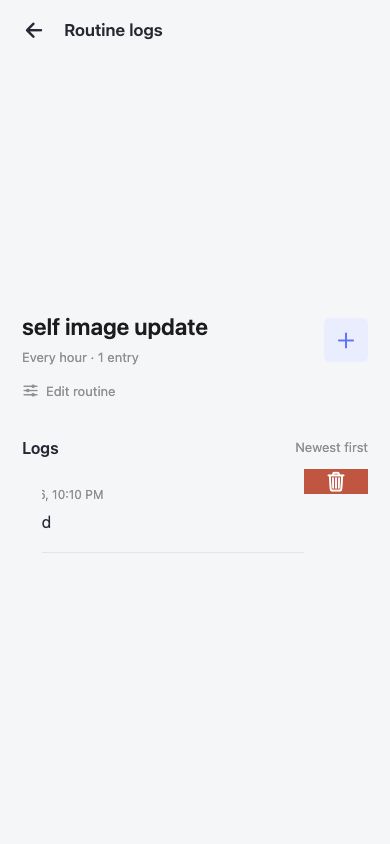 Routine logs
self image update
Every hour · 1 entry
Edit routine
Logs
Newest first
, 10:10 PM
d